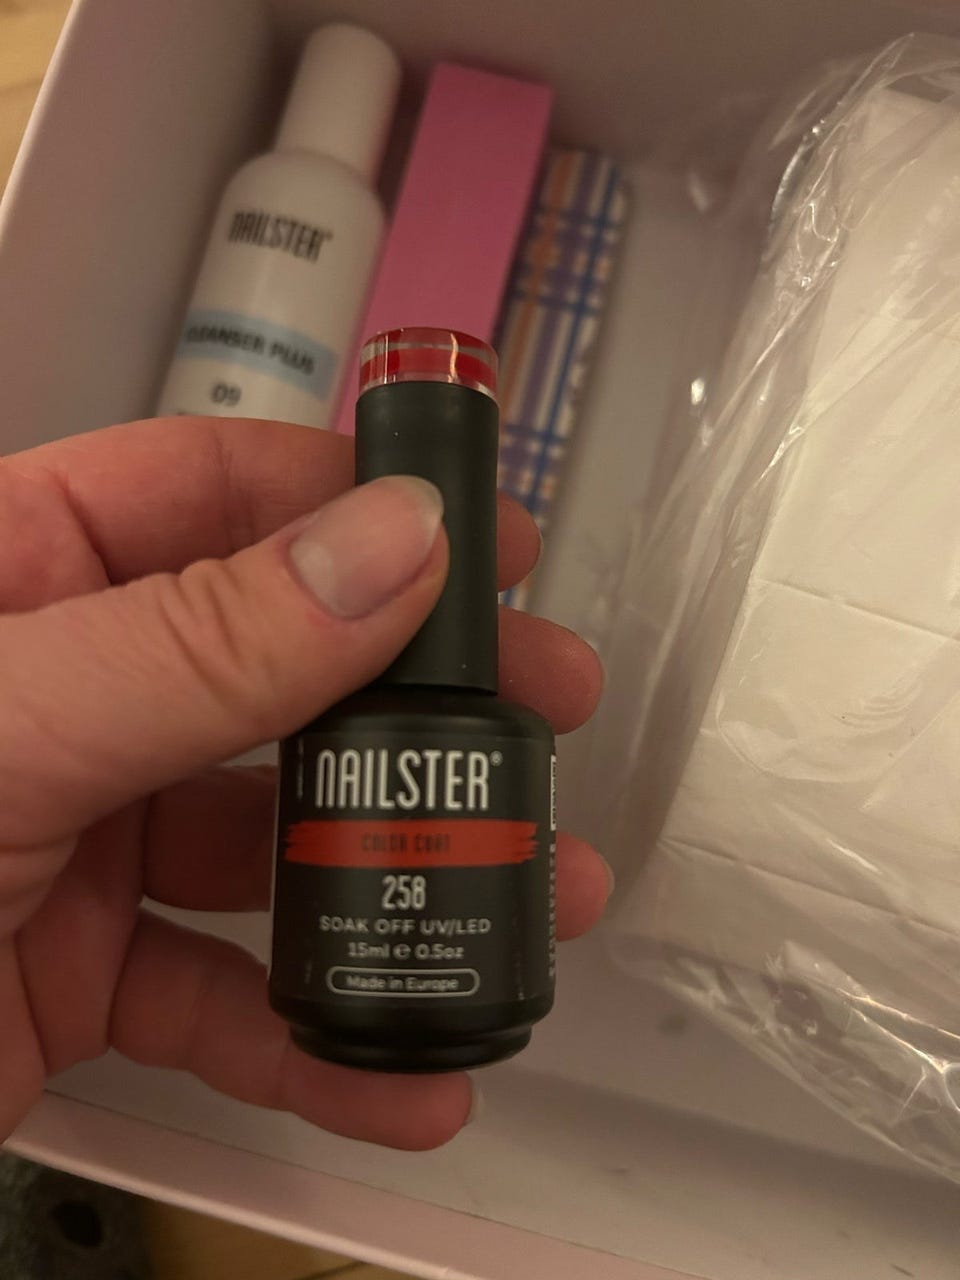 NAILSTER®
CLEANSER PLUS
09
NAILSTER®
COLOR COAT
258
SOAK OFF UV/LED
15ml ℮ 0.5oz
Made in Europe